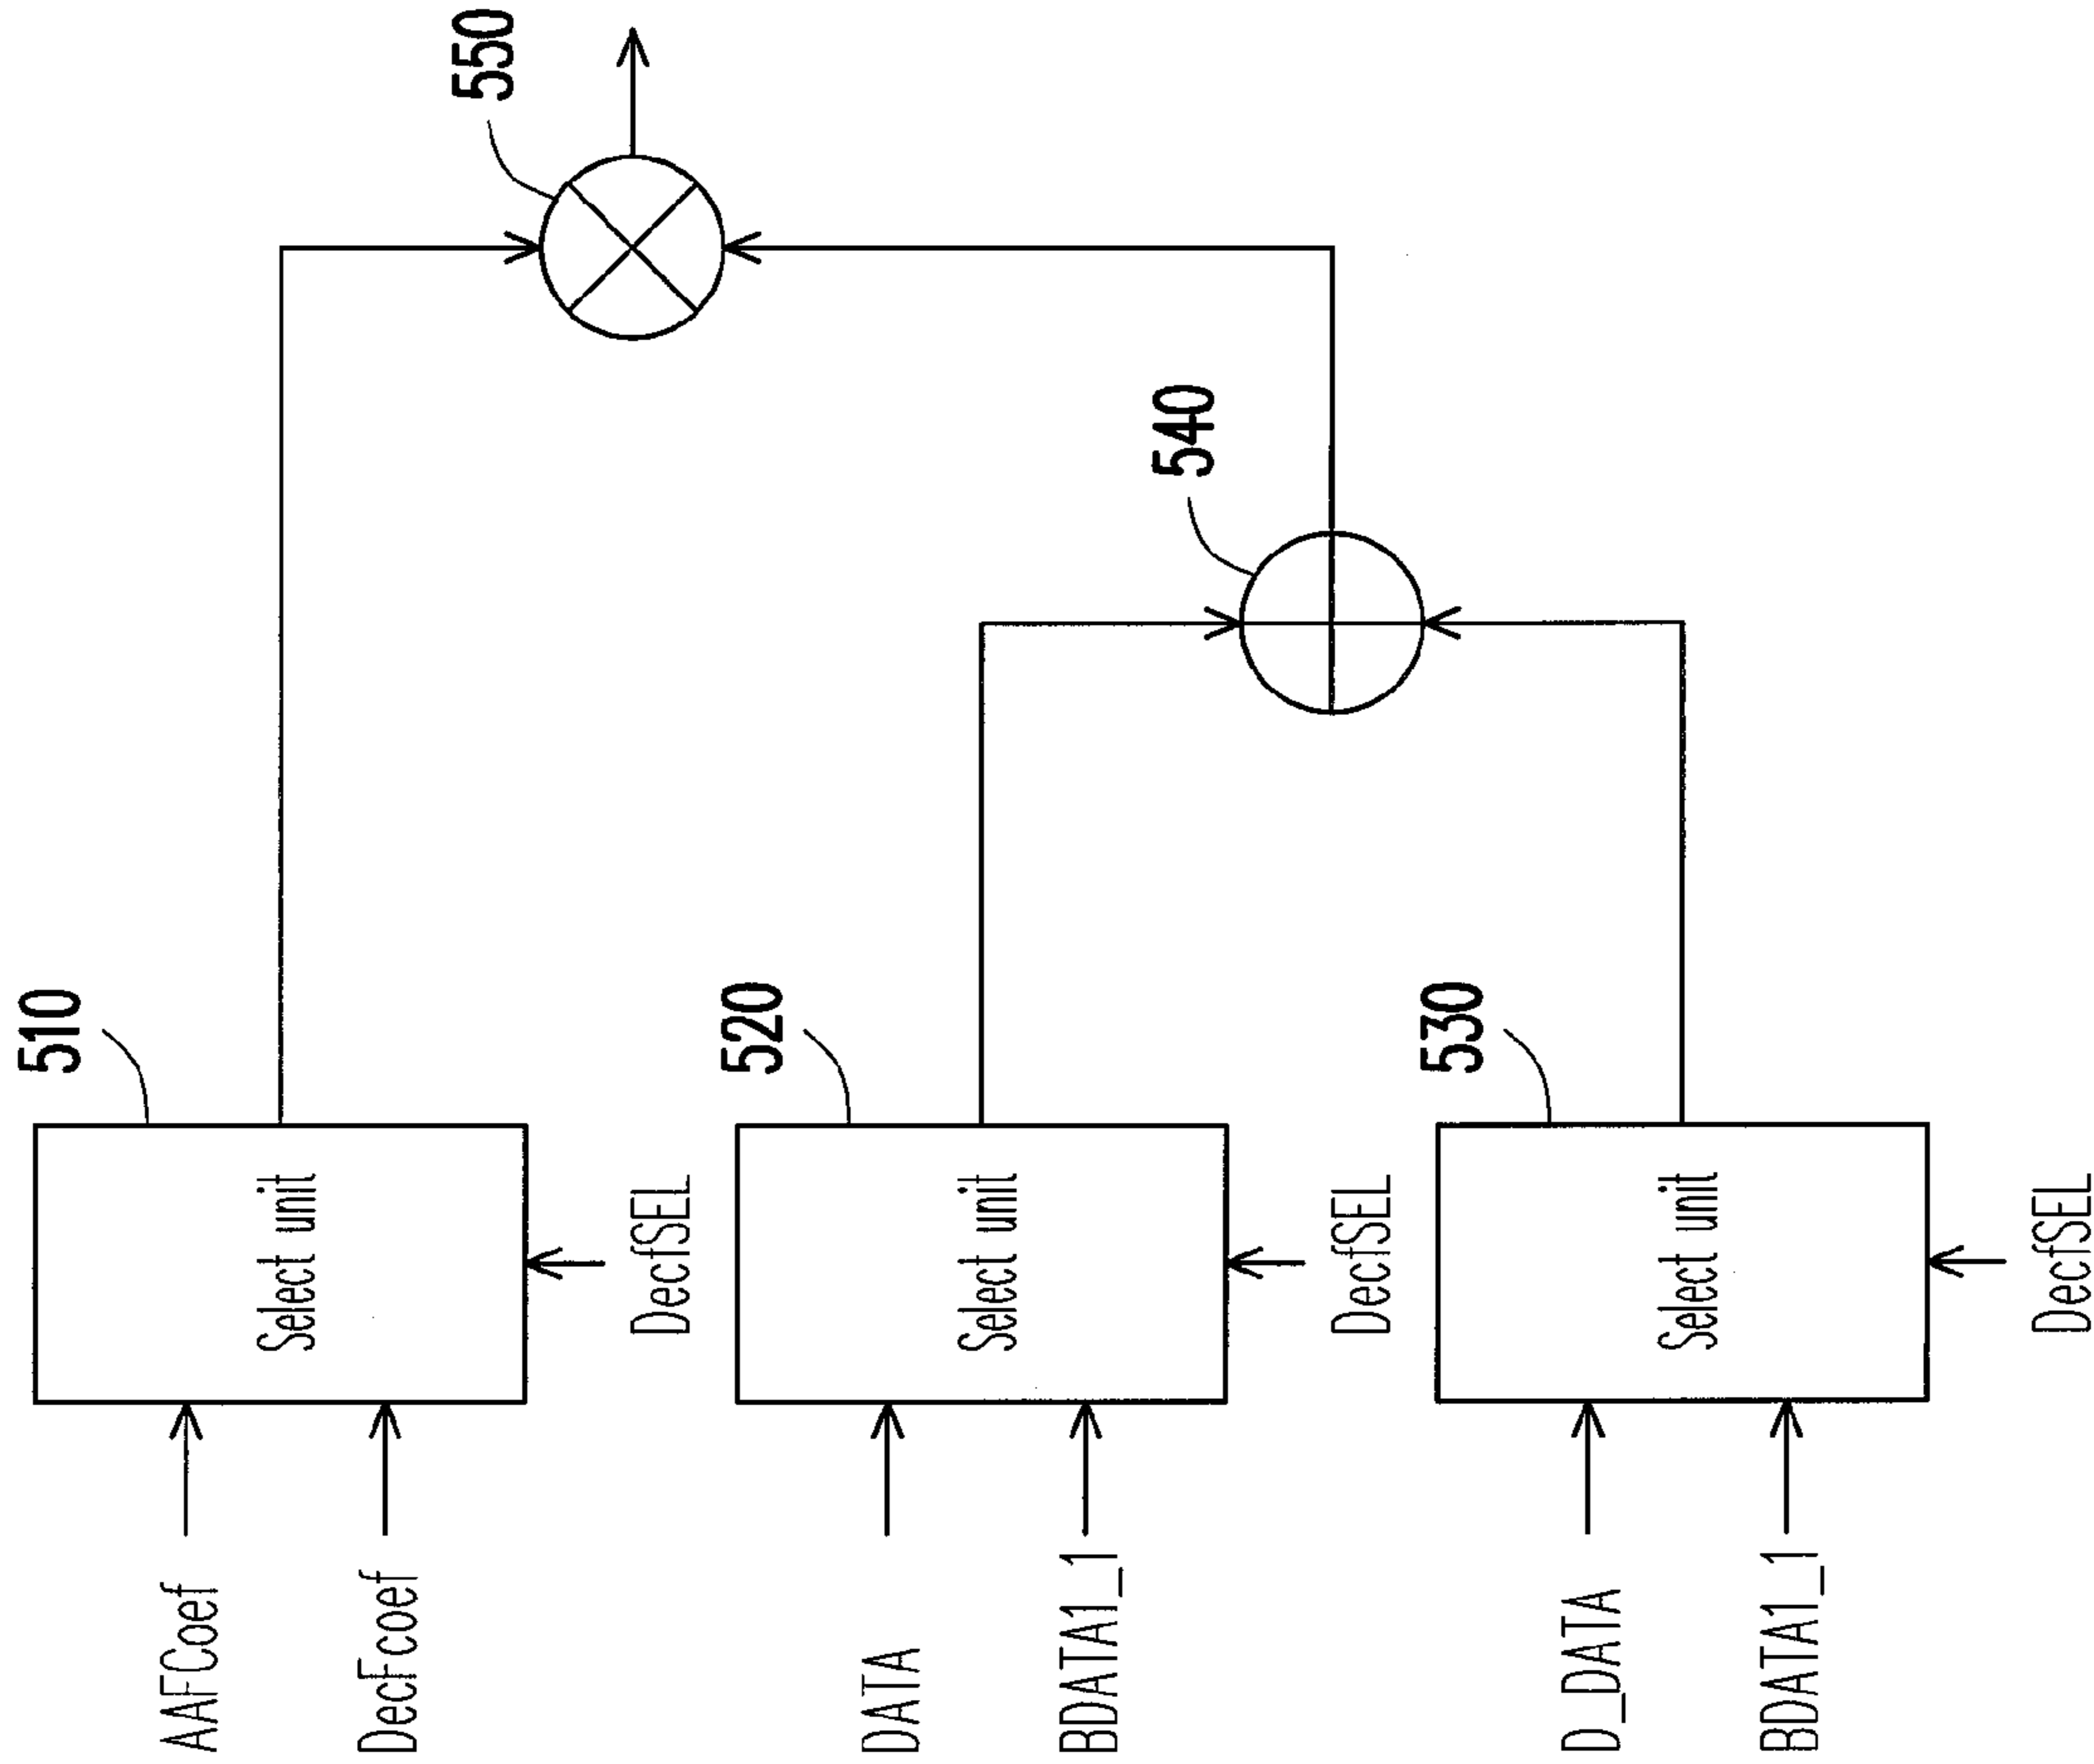 510
AAFCoef
DecFcoef
Select unit
DecfSEL
520
DATA
BDATA1_1
Select unit
DecfSEL
530
D_DATA
BDATA1_1
Select unit
DecfSEL
540
550